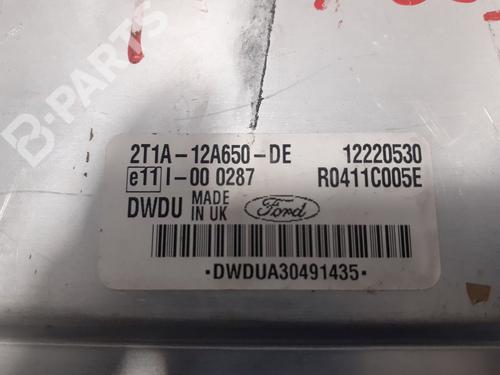 B-PARTS
2T1A-12A650-DE 12220530
e11 I-00 0287 R0411C005E
DWDU MADE IN UK Ford
·DWDUA30491435·